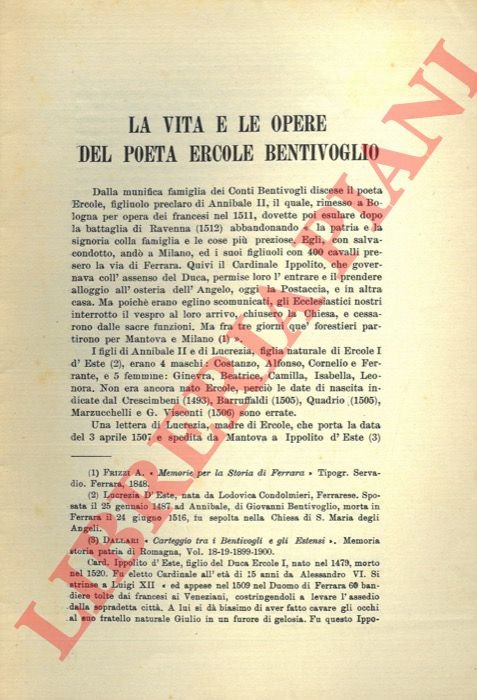 LA VITA E LE OPERE
DEL POETA ERCOLE BENTIVOGLIO
Dalla munifica famiglia dei Conti Bentivogli discese il poeta
Ercole, figliuolo preclaro di Annibale II, il quale, rimesso a Bo-
logna per opera dei francesi nel 1511, dovette poi esulare dopo
la battaglia di Ravenna (1512) abbandonando « la patria e la
signoria colla famiglia e le cose più preziose. Egli, con salva-
condotto, andò a Milano, ed i suoi figliuoli con 400 cavalli pre-
sero la via di Ferrara. Quivi il Cardinale Ippolito, che gover-
nava coll' assenso del Duca, permise loro l' entrare e il prendere
alloggio all' osteria dell' Angelo, oggi la Postaccia, e in altra
casa. Ma poichè erano eglino scomunicati, gli Ecclesiastici nostri
interrotto il vespro al loro arrivo, chiusero la Chiesa, e cessa-
rono dalle sacre funzioni. Ma fra tre giorni que' forestieri par-
tirono per Mantova e Milano (1) ».
I figli di Annibale II e di Lucrezia, figlia naturale di Ercole I
d' Este (2), erano 4 maschi: Costanzo, Alfonso, Cornelio e Fer-
rante, e 5 femmine: Ginevra, Beatrice, Camilla, Isabella, Leo-
nora. Non era ancora nato Ercole, perciò le date di nascita in-
dicate dal Crescimbeni (1493), Barruffaldi (1505), Quadrio (1505),
Marzucchelli e G. Visconti (1506) sono errate.
Una lettera di Lucrezia, madre di Ercole, che porta la data
del 3 aprile 1507 e spedita da Mantova a Ippolito d' Este (3)
(1) FRIZZI A. « Memorie per la Storia di Ferrara » Tipogr. Serva-
dio. Ferrara, 1848.
(2) Lucrezia D' Este, nata da Lodovica Condolmieri, Ferrarese. Spo-
sata il 25 gennaio 1487 ad Annibale, di Giovanni Bentivoglio, morta in
Ferrara il 24 giugno 1516, fu sepolta nella Chiesa di S. Maria degli
Angeli.
(3) DALLARI « Carteggio tra i Bentivoglio e gli Estensi ». Memoria
storia patria di Romagna, Vol. 18-19-1899-1900.
Card. Ippolito d' Este, figlio del Duca Ercole I, nato nel 1479, morto
nel 1520. Fu eletto Cardinale all' età di 15 anni da Alessandro VI. Si
strinse a Luigi XII « ed appese nel 1509 nel Duomo di Ferrara 60 ban-
diere tolte dai francesi ai Veneziani, costringendoli a levare l' assedio
dalla sopradetta città. A lui si dà biasimo di aver fatto cavare gli occhi
al suo fratello naturale Giulio in un furore di gelosia. Fu questo Ippo-
LIBRERIA PIANI